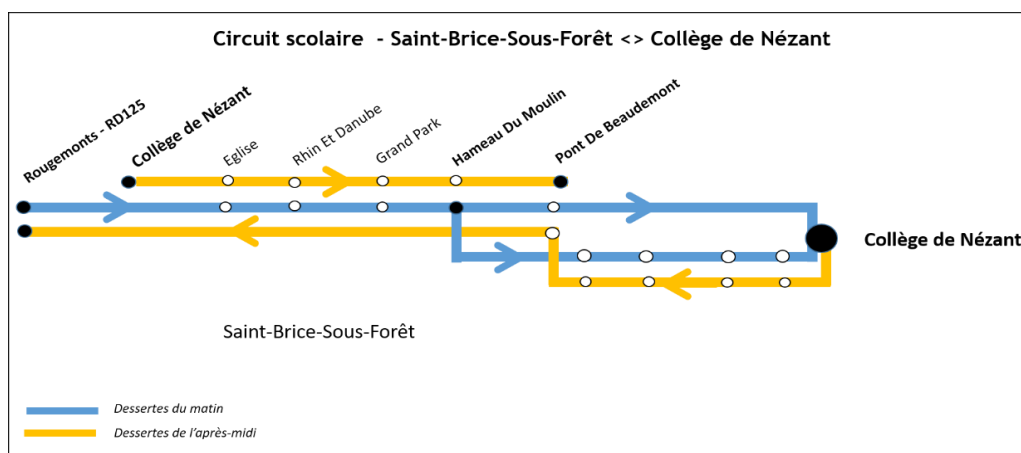 Circuit scolaire - Saint-Brice-Sous-Forêt <> Collège de Nézant
Rougemonts - RD125
Collège de Nézant
Eglise
Rhin Et Danube
Grand Park
Hameau Du Moulin
Pont De Beaudemont
Collège de Nézant
Saint-Brice-Sous-Forêt
Dessertes du matin
Dessertes de l'après-midi